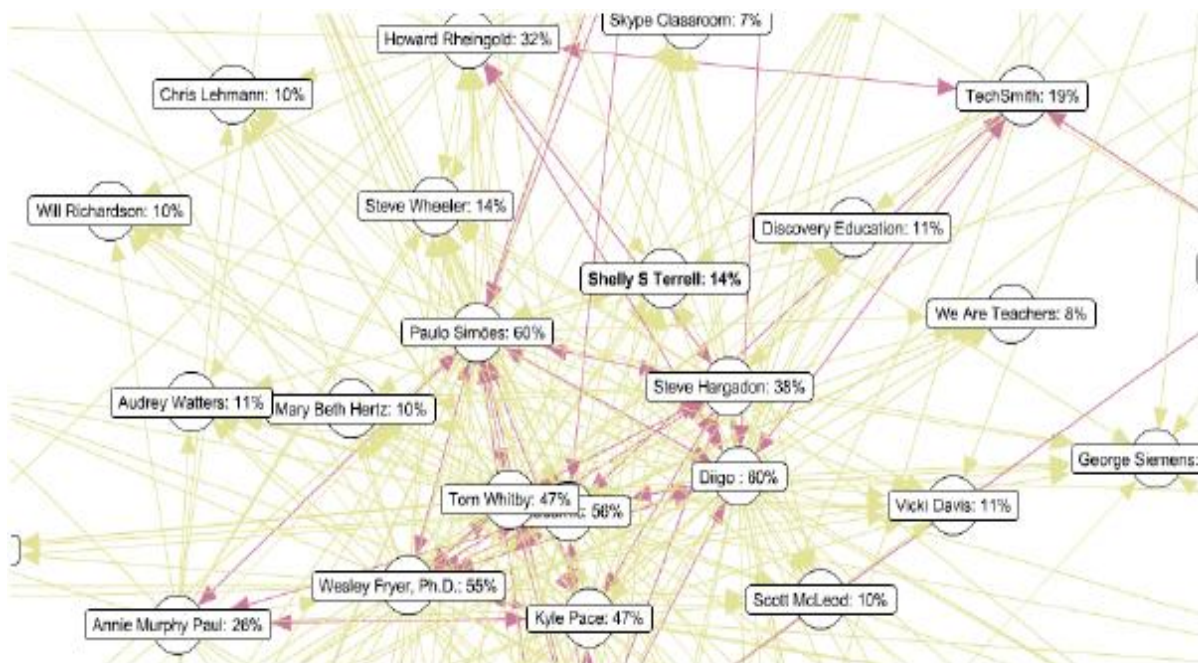 Skype Classroom: 7%
Howard Rheingold: 32%
Chris Lehmann: 10%
TechSmith: 19%
Will Richardson: 10%
Steve Wheeler: 14%
Discovery Education: 11%
Shelly S Terrell: 14%
We Are Teachers: 8%
Paulo Simões: 60%
Steve Hargadon: 38%
Audrey Watters: 11%
Mary Beth Hertz: 10%
George Siemens:
Diigo : 60%
Tom Whitby: 47%
56%
Vicki Davis: 11%
Wesley Fryer, Ph.D.: 55%
Scott McLeod: 10%
Kyle Pace: 47%
Annie Murphy Paul: 26%